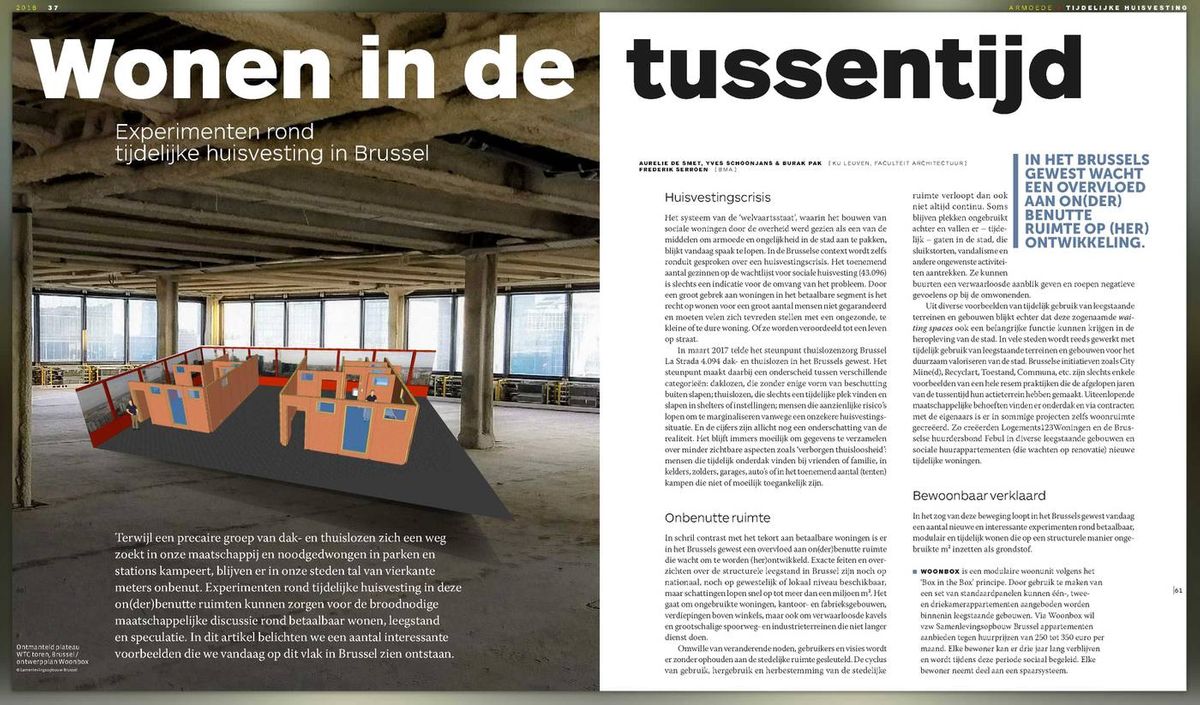 2018 37
ARMOEDE / TIJDELIJKE HUISVESTING
Wonen in de tussentijd
Experimenten rond
tijdelijke huisvesting in Brussel
Terwijl een precaire groep van dak- en thuislozen zich een weg
zoekt in onze maatschappij en noodgedwongen in parken en
stations kampeert, blijven er in onze steden tal van vierkante
meters onbenut. Experimenten rond tijdelijke huisvesting in deze
on(der)benutte ruimten kunnen zorgen voor de broodnodige
maatschappelijke discussie rond betaalbaar wonen, leegstand
en speculatie. In dit artikel belichten we een aantal interessante
voorbeelden die we vandaag op dit vlak in Brussel zien ontstaan.
Ontmanteld plateau
WTC toren, Brussel /
ontwerpplan Woonbox
© Samenlevingsopbouw Brussel
AURELIE DE SMET, YVES SCHOONJANS & BURAK PAK [KU LEUVEN, FACULTEIT ARCHITECTUUR]
FREDERIK SERROEN [BMA]
Huisvestingscrisis
Het systeem van de ‘welvaartsstaat’, waarin het bouwen van
sociale woningen door de overheid werd gezien als een van de
middelen om armoede en ongelijkheid in de stad aan te pakken,
blijkt vandaag spaak te lopen. In de Brusselse context wordt zelfs
ronduit gesproken over een huisvestingscrisis. Het toenemend
aantal gezinnen op de wachtlijst voor sociale huisvesting (43.096)
is slechts een indicatie voor de omvang van het probleem. Door
een groot gebrek aan woningen in het betaalbare segment is het
recht op wonen voor een groot aantal mensen niet gegarandeerd
en moeten velen zich tevreden stellen met een ongezonde, te
kleine of te dure woning. Of ze worden veroordeeld tot een leven
op straat.
In maart 2017 telde het steunpunt thuislozenzorg Brussel
La Strada 4.094 dak- en thuislozen in het Brussels gewest. Het
steunpunt maakt daarbij een onderscheid tussen verschillende
categorieën: daklozen, die zonder enige vorm van beschutting
buiten slapen; thuislozen, die slechts een tijdelijke plek vinden en
slapen in shelters of instellingen; mensen die aanzienlijke risico’s
lopen om te marginaliseren vanwege een onzekere huisvestings-
situatie. En de cijfers zijn allicht nog een onderschatting van de
realiteit. Het blijft immers moeilijk om gegevens te verzamelen
over minder zichtbare aspecten zoals ‘verborgen thuisloosheid’:
mensen die tijdelijk onderdak vinden bij vrienden of familie, in
kelders, zolders, garages, auto’s of in het toenemend aantal (tenten)
kampen die niet of moeilijk toegankelijk zijn.
Onbenutte ruimte
In schril contrast met het tekort aan betaalbare woningen is er
in het Brussels gewest een overvloed aan on(der)benutte ruimte
die wacht om te worden (her)ontwikkeld. Exacte feiten en over-
zichten over de structurele leegstand in Brussel zijn noch op
nationaal, noch op gewestelijk of lokaal niveau beschikbaar,
maar schattingen lopen snel op tot meer dan een miljoen m². Het
gaat om ongebruikte woningen, kantoor- en fabrieksgebouwen,
verdiepingen boven winkels, maar ook om verwaarloosde kavels
en grootschalige spoorweg- en industrieterreinen die niet langer
dienst doen.
Omwille van veranderende noden, gebruikers en visies wordt
er zonder ophouden aan de stedelijke ruimte gesleuteld. De cyclus
van gebruik, hergebruik en herbestemming van de stedelijke
ruimte verloopt dan ook
niet altijd continu. Soms
blijven plekken ongebruikt
achter en vallen er – tijde-
lijk – gaten in de stad, die
sluikstorten, vandalisme en
andere ongewenste activitei-
ten aantrekken. Ze kunnen
buurten een verwaarloosde aanblik geven en roepen negatieve
gevoelens op bij de omwonenden.
IN HET BRUSSELS
GEWEST WACHT
EEN OVERVLOED
AAN ON(DER)
BENUTTE
RUIMTE OP (HER)
ONTWIKKELING.
Uit diverse voorbeelden van tijdelijk gebruik van leegstaande
terreinen en gebouwen blijkt echter dat deze zogenaamde wai-
ting spaces ook een belangrijke functie kunnen krijgen in de
heropleving van de stad. In vele steden wordt reeds gewerkt met
tijdelijk gebruik van leegstaande terreinen en gebouwen voor het
duurzaam valoriseren van de stad. Brusselse initiatieven zoals City
Mine(d), Recyclart, Toestand, Communa, etc. zijn slechts enkele
voorbeelden van een hele resem praktijken die de afgelopen jaren
van de tussentijd hun actieterrein hebben gemaakt. Uiteenlopende
maatschappelijke behoeften vinden er onderdak en via contracten
met de eigenaars is er in sommige projecten zelfs woonruimte
gecreëerd. Zo creëerden Logements123Woningen en de Brus-
selse huurdersbond Febul in diverse leegstaande gebouwen en
sociale huurappartementen (die wachten op renovatie) nieuwe
tijdelijke woningen.
Bewoonbaar verklaard
In het zog van deze beweging loopt in het Brussels gewest vandaag
een aantal nieuwe en interessante experimenten rond betaalbaar,
modulair en tijdelijk wonen die op een structurele manier onge-
bruikte m² inzetten als grondstof.
■ WOONBOX is een modulaire woonunit volgens het
‘Box in the Box’ principe. Door gebruik te maken van
een set van standaardpanelen kunnen één-, twee-
en driekamerappartementen aangeboden worden
binnenin leegstaande gebouwen. Via Woonbox wil
vzw Samenlevingsopbouw Brussel appartementen
aanbieden tegen huurprijzen van 250 tot 350 euro per
maand. Elke bewoner kan er drie jaar lang verblijven
en wordt tijdens deze periode sociaal begeleid. Elke
bewoner neemt deel aan een spaarsysteem.
|61